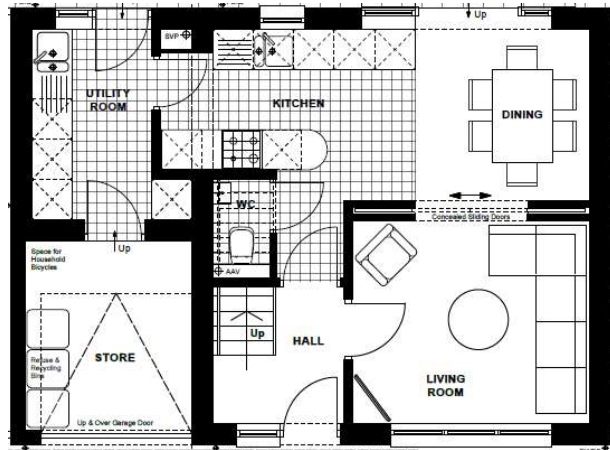 Up
SVP
UTILITY
ROOM
KITCHEN
DINING
WC
Concealed Sliding Doors
Up
Space for
Household
Bicycles
AAV
Up
HALL
STORE
Refuse &
Recycling
Bins
LIVING
ROOM
Up & Over Garage Door